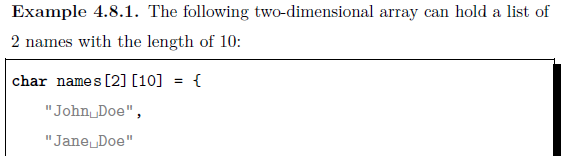 Example 4.8.1. The following two-dimensional array can hold a list of
2 names with the length of 10:
char names[2][10] = {
"John␣Doe",
"Jane␣Doe"